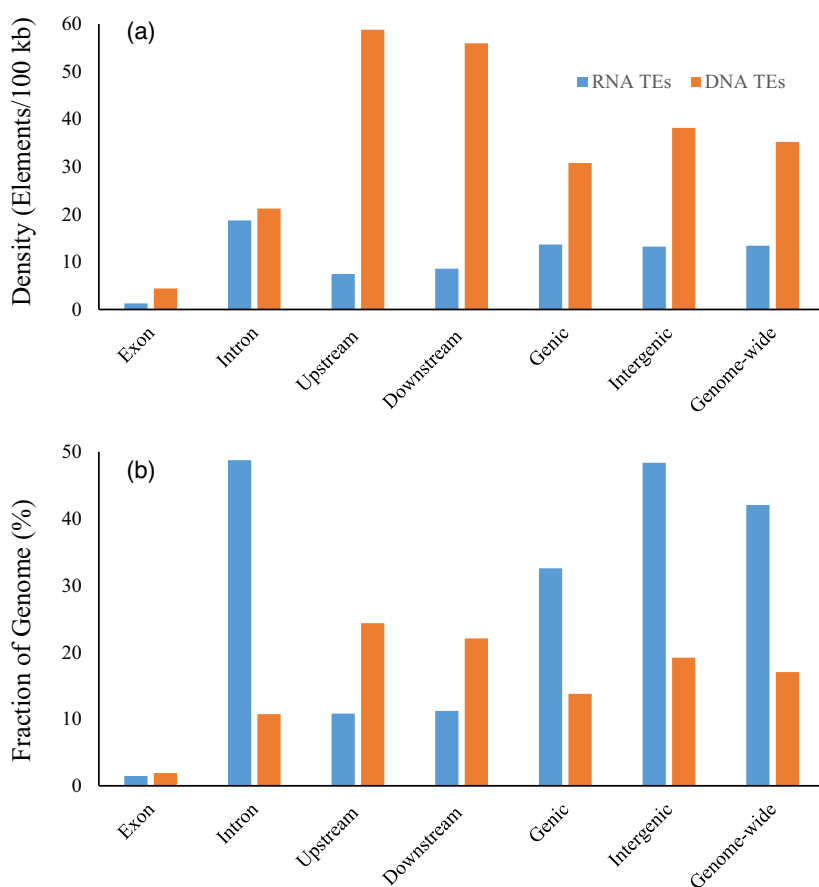 (a)
Density (Elements/100 kb)
60
50
40
30
20
10
0
RNA TEs DNA TEs
Exon
Intron
Upstream
Downstream
Genic
Intergenic
Genome-wide
(b)
Fraction of Genome (%)
50
40
30
20
10
0
Exon
Intron
Upstream
Downstream
Genic
Intergenic
Genome-wide